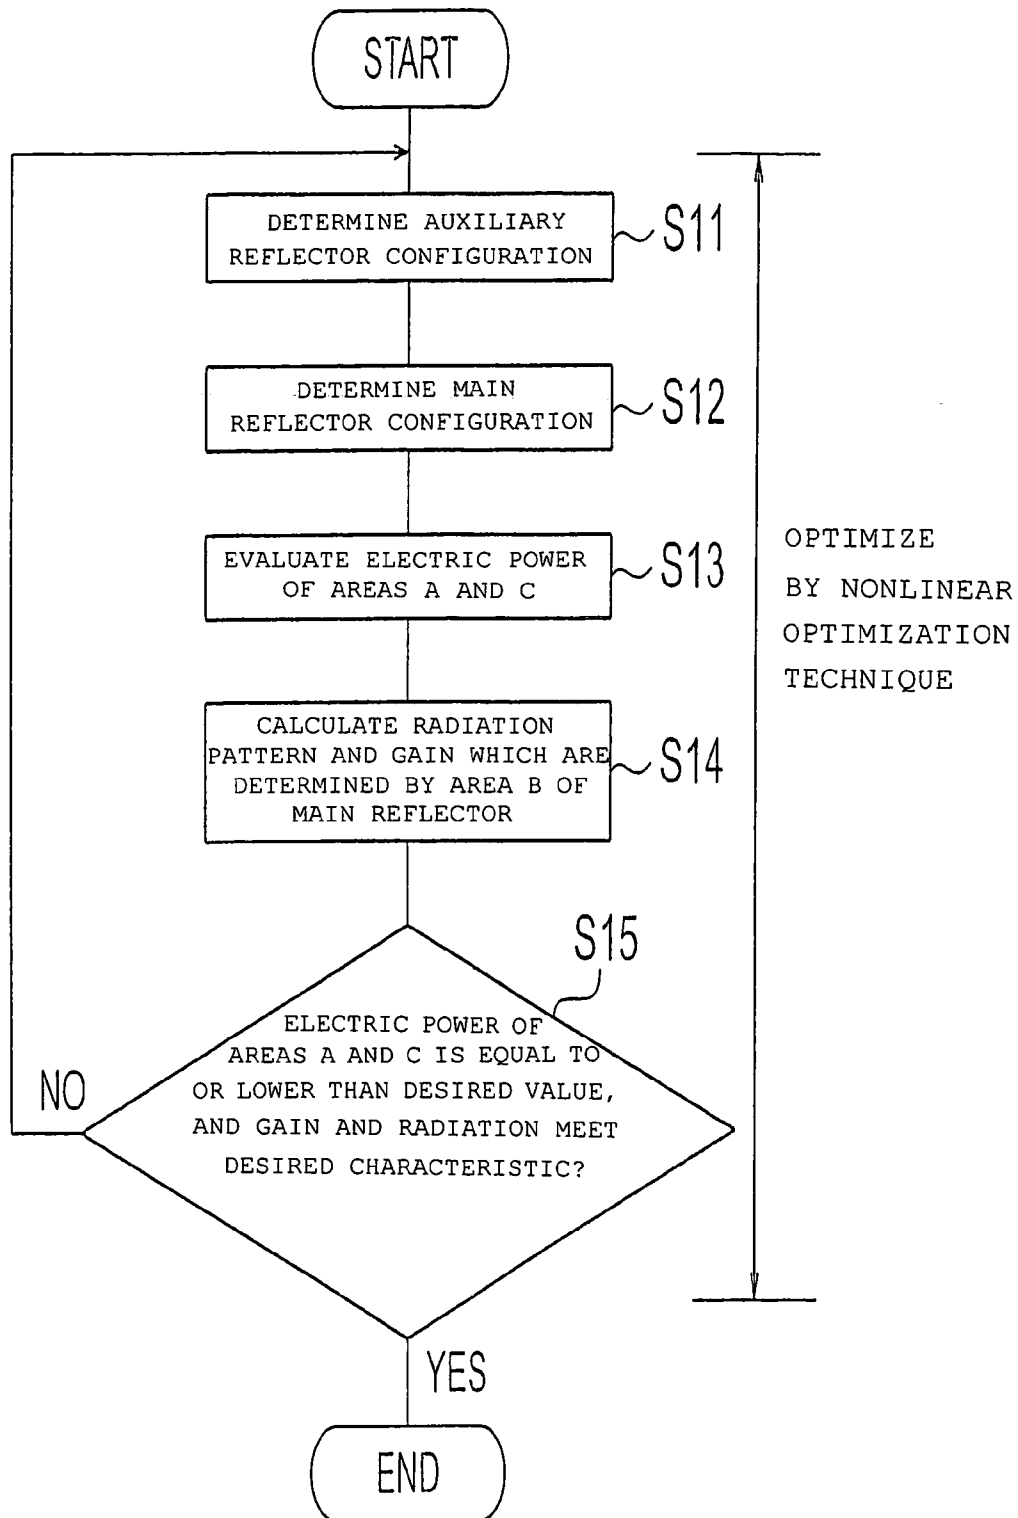 START
DETERMINE AUXILIARY
REFLECTOR CONFIGURATION
S11
DETERMINE MAIN
REFLECTOR CONFIGURATION
S12
EVALUATE ELECTRIC POWER
OF AREAS A AND C
S13
OPTIMIZE
BY NONLINEAR
OPTIMIZATION
TECHNIQUE
CALCULATE RADIATION
PATTERN AND GAIN WHICH ARE
DETERMINED BY AREA B OF
MAIN REFLECTOR
S14
S15
ELECTRIC POWER OF
AREAS A AND C IS EQUAL TO
OR LOWER THAN DESIRED VALUE,
AND GAIN AND RADIATION MEET
DESIRED CHARACTERISTIC?
NO
YES
END